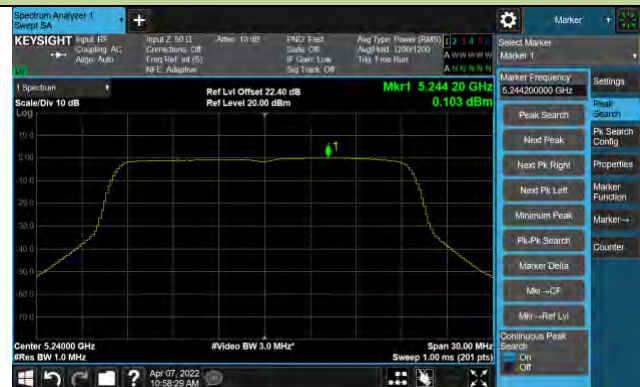 Spectrum Analyzer 1
Swept SA
Marker
KEYSIGHT
Input: RF
Coupling: AC
Align: Auto
Input Z: 50 Ω
Corrections: Off
Freq Ref: Int (S)
NFE: Adaptive
Atten: 10 dB
PNO: Fast
Gate: Off
IF Gain: Low
Sig Track: Off
Avg Type: Power (RMS)
Avg|Hold: 1200/1200
Trig: Free Run
1 2 3 4 5 6
A W W W W W
A N N N N N
Select Marker
Marker 1
1 Spectrum
Scale/Div 10 dB
Ref Lvl Offset 22.40 dB
Ref Level 20.00 dBm
Mkr1 5.244 20 GHz
0.103 dBm
Marker Frequency
5.244200000 GHz
Settings
Peak Search
Next Peak
Next Pk Right
Next Pk Left
Minimum Peak
Pk-Pk Search
Marker Delta
Mkr→CF
Mkr→Ref Lvl
Continuous Peak
Search
On
Off
Peak
Search
Pk Search
Config
Properties
Marker
Function
Marker→
Counter
Log
10.0
0.00
-10.0
-20.0
-30.0
-40.0
-50.0
-60.0
-70.0
1
Center 5.24000 GHz
#Res BW 1.0 MHz
#Video BW 3.0 MHz*
Span 30.00 MHz
Sweep 1.00 ms (201 pts)
Apr 07, 2022
10:58:29 AM